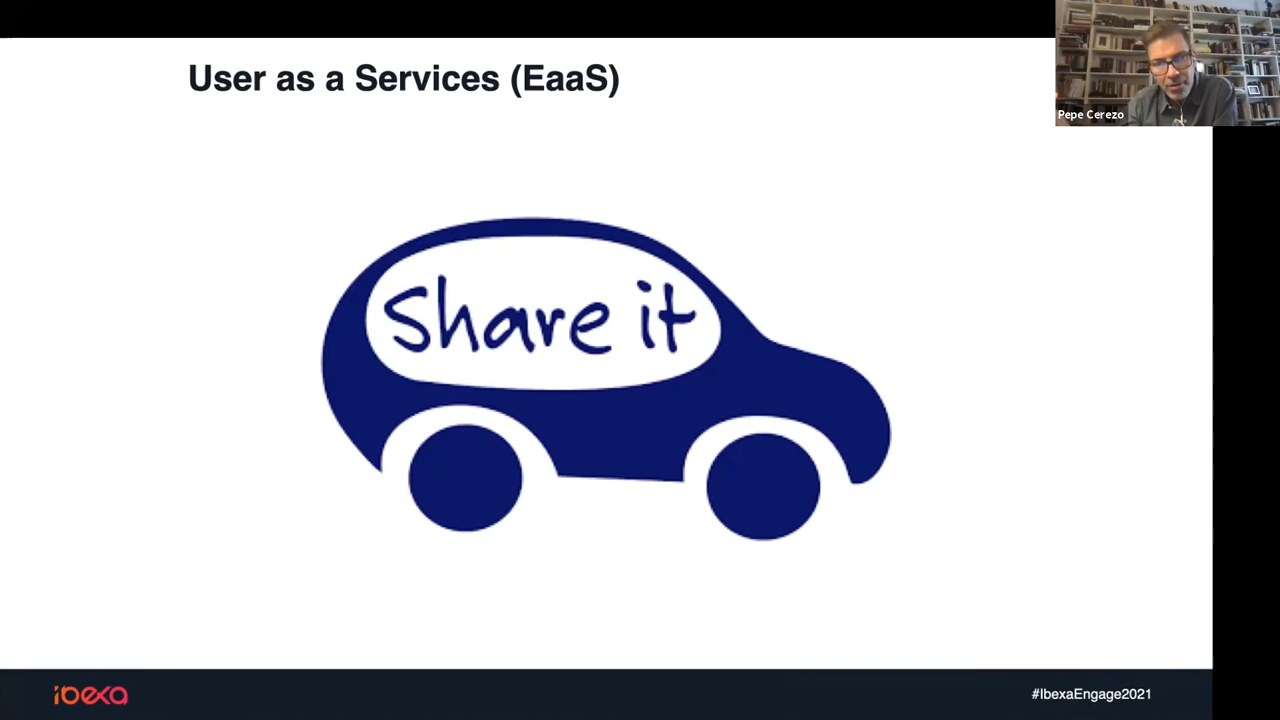 User as a Services (EaaS)
Pepe Cerezo
Share it
ibexa
#IbexaEngage2021